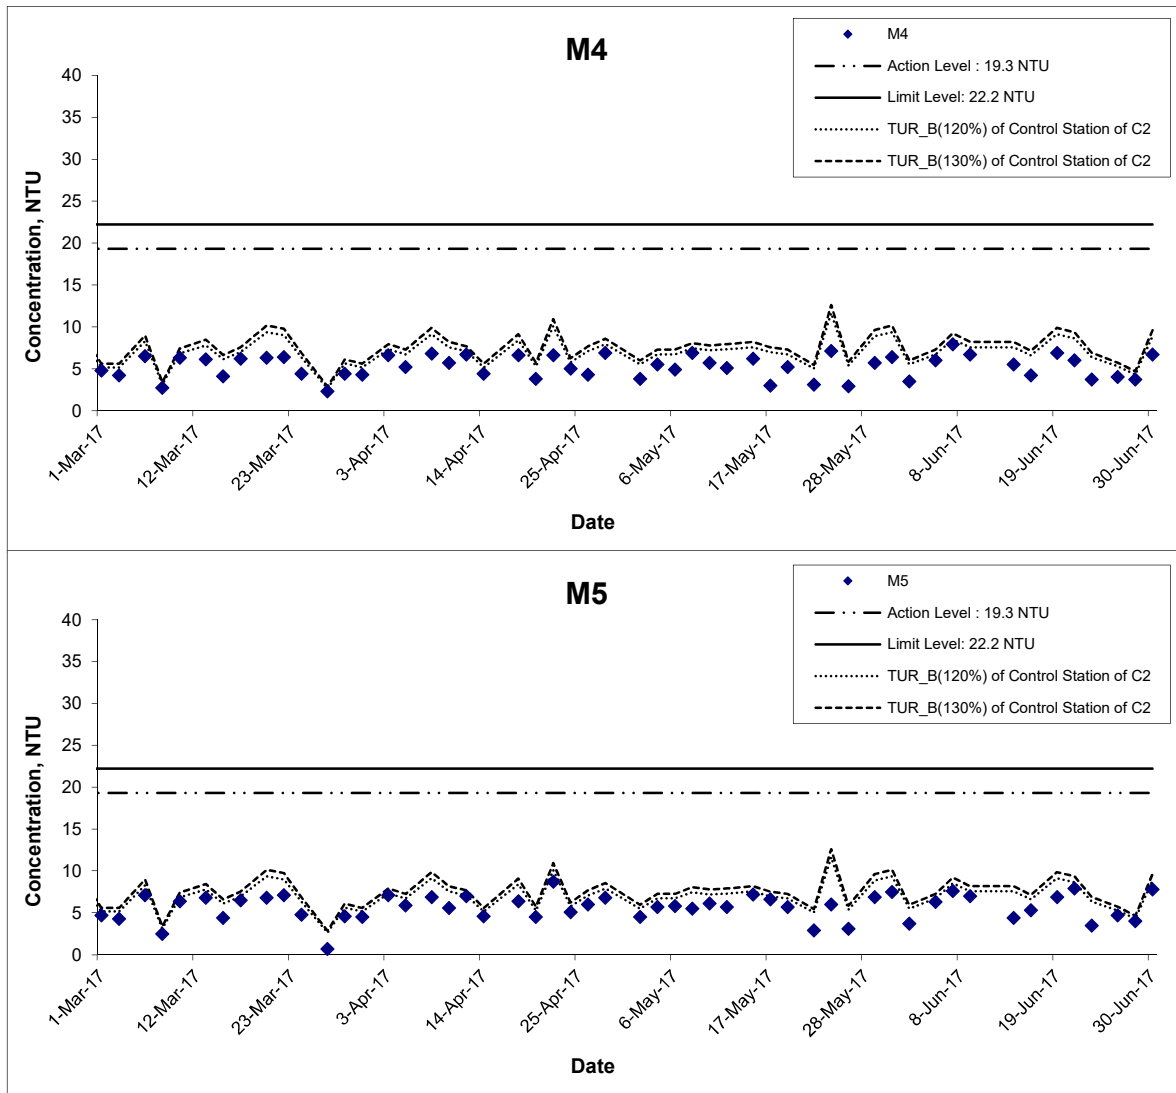 M4
M4
Action Level : 19.3 NTU
Limit Level: 22.2 NTU
TUR_B(120%) of Control Station of C2
TUR_B(130%) of Control Station of C2
Concentration, NTU
40
35
30
25
20
15
10
5
0
1-Mar-17
12-Mar-17
23-Mar-17
3-Apr-17
14-Apr-17
25-Apr-17
6-May-17
17-May-17
28-May-17
8-Jun-17
19-Jun-17
30-Jun-17
Date
M5
M5
Action Level : 19.3 NTU
Limit Level: 22.2 NTU
TUR_B(120%) of Control Station of C2
TUR_B(130%) of Control Station of C2
Concentration, NTU
40
35
30
25
20
15
10
5
0
1-Mar-17
12-Mar-17
23-Mar-17
3-Apr-17
14-Apr-17
25-Apr-17
6-May-17
17-May-17
28-May-17
8-Jun-17
19-Jun-17
30-Jun-17
Date